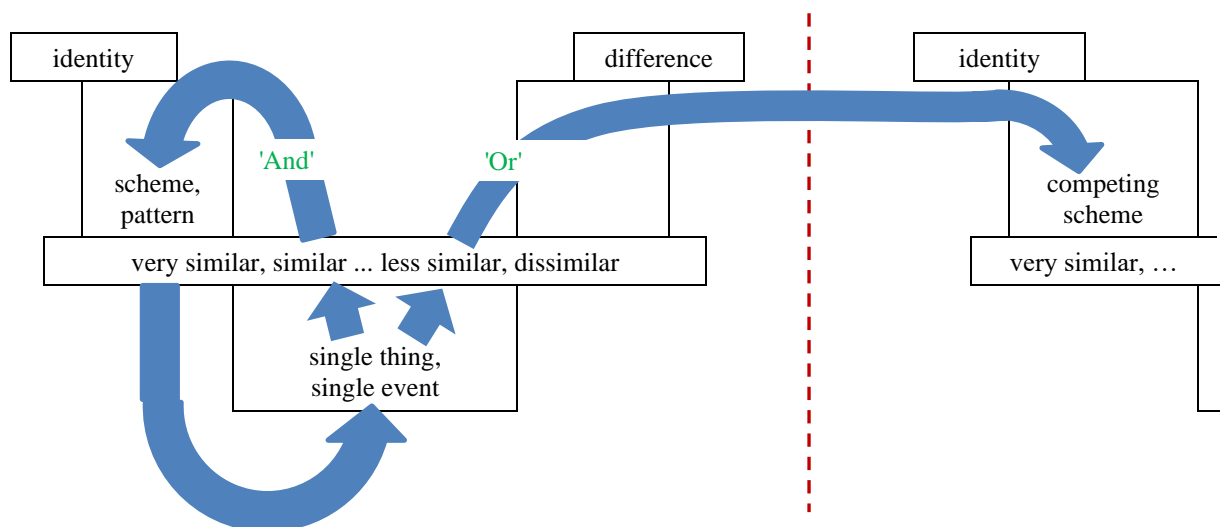 identity
difference
identity
'And'
'Or'
scheme,
pattern
competing
scheme
very similar, similar ... less similar, dissimilar
very similar, …
single thing,
single event